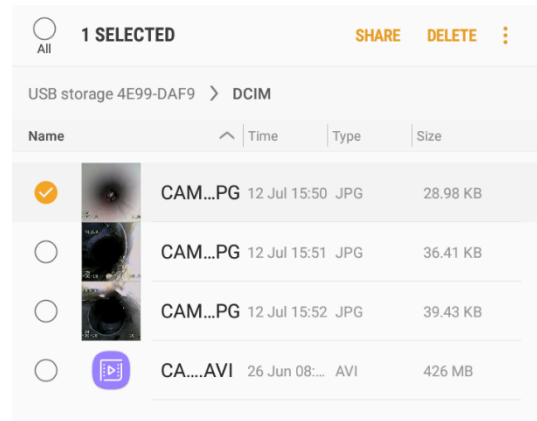 1 SELECTED SHARE DELETE
All
USB storage 4E99-DAF9 > DCIM
Name Time Type Size
CAM...PG 12 Jul 15:50 JPG 28.98 KB
CAM...PG 12 Jul 15:51 JPG 36.41 KB
CAM...PG 12 Jul 15:52 JPG 39.43 KB
CA....AVI 26 Jun 08:... AVI 426 MB